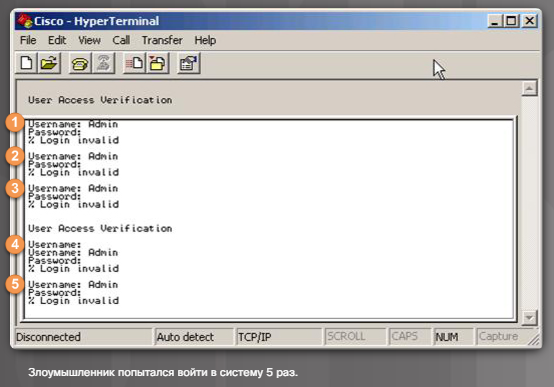 Cisco - HyperTerminal
File Edit View Call Transfer Help
User Access Verification
1
Username: Admin
Password:
% Login invalid
2
Username: Admin
Password:
% Login invalid
3
Username: Admin
Password:
% Login invalid
User Access Verification
4
Username:
Username: Admin
Password:
% Login invalid
5
Username: Admin
Password:
% Login invalid
Disconnected Auto detect TCP/IP SCROLL CAPS NUM Capture
Злоумышленник попытался войти в систему 5 раз.